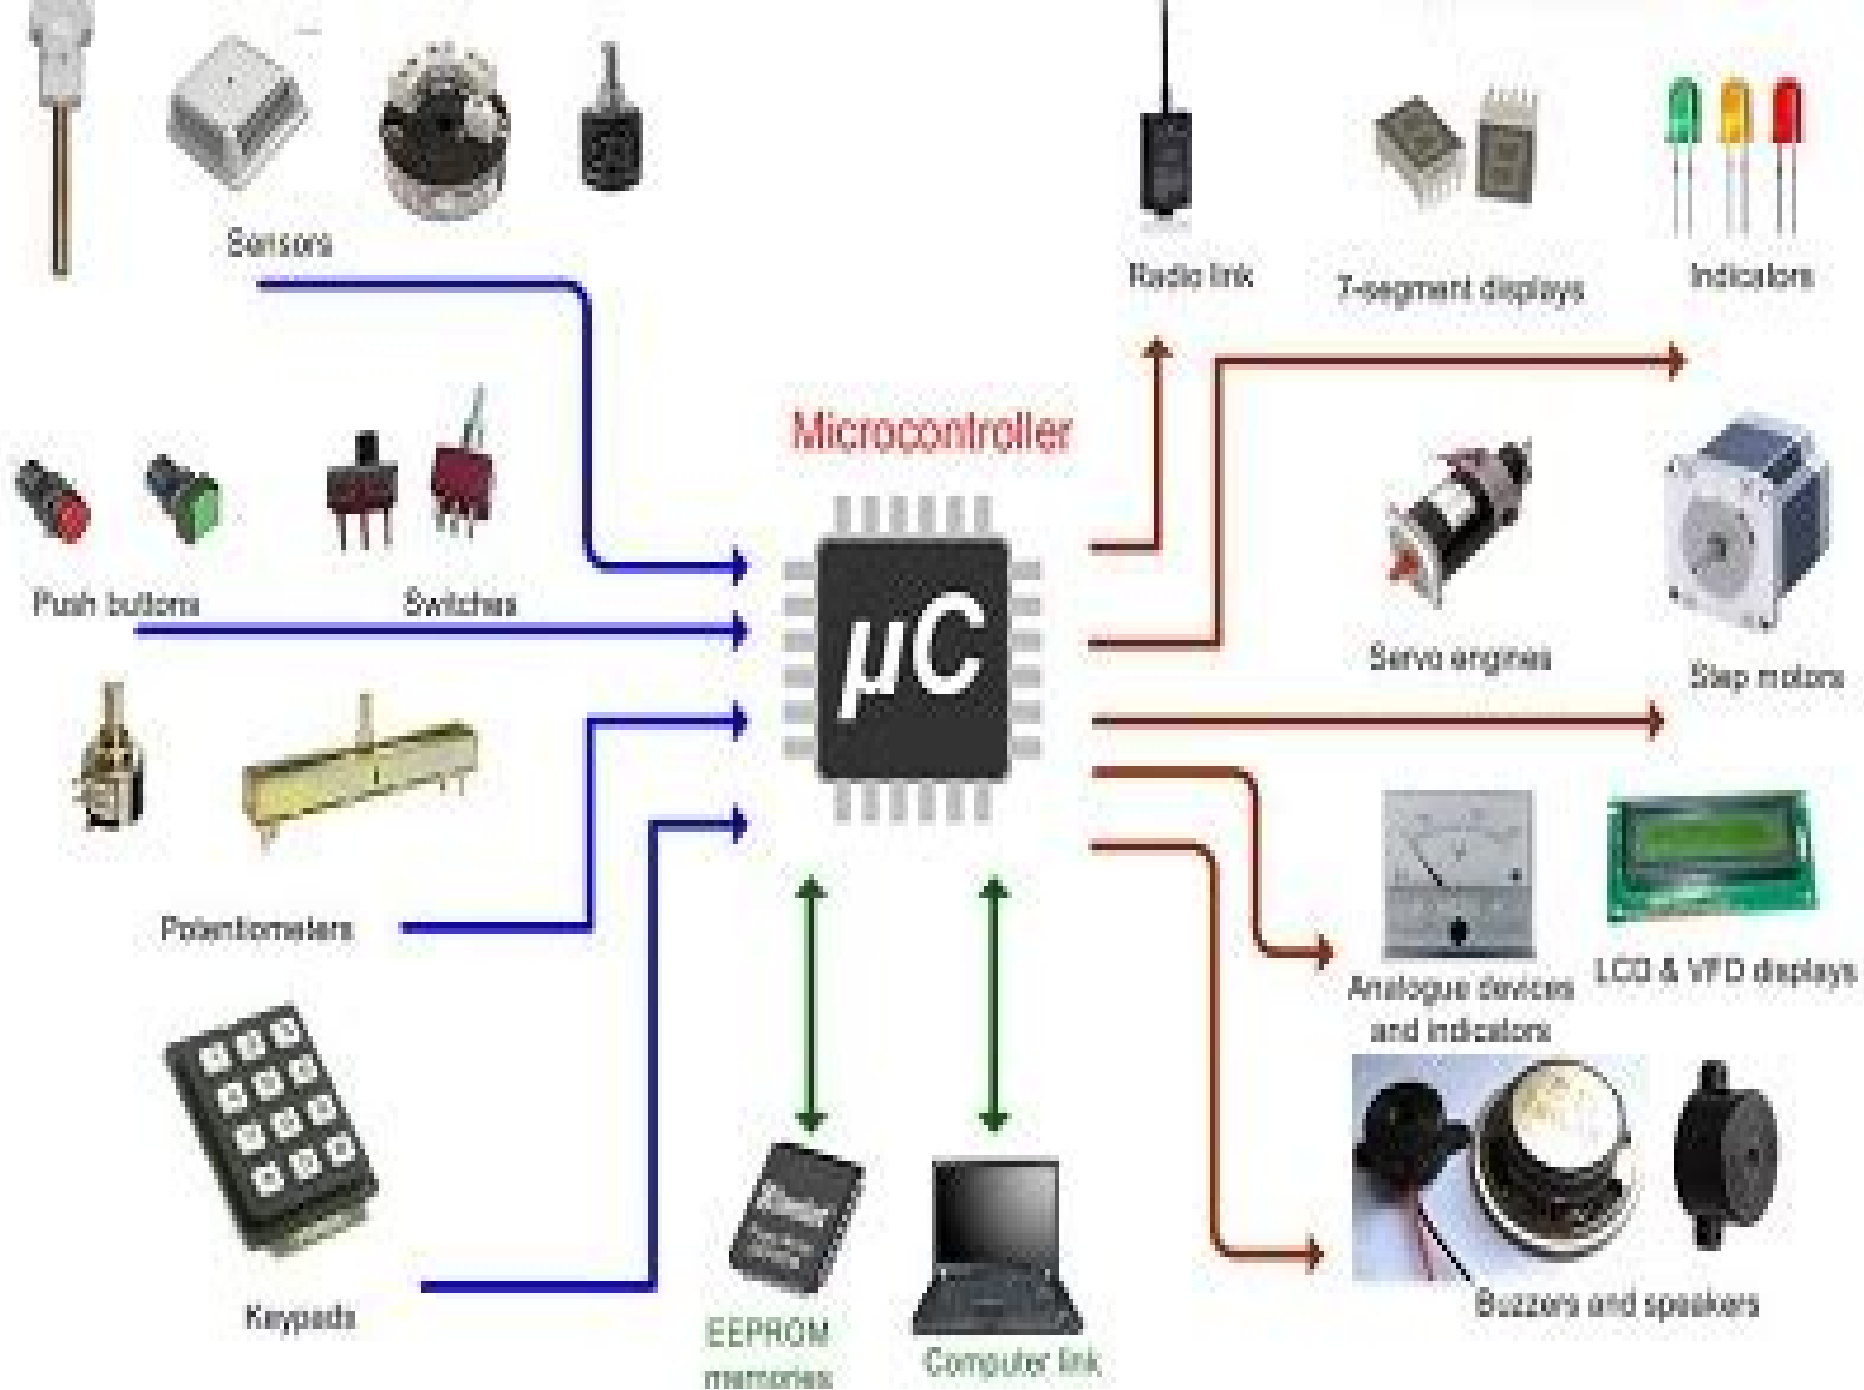 Sensors
Radio link
7-segment displays
Indicators
Microcontroller
Push buttons
Switches
µC
Servo engines
Step motors
Potentiometers
Analogue devices
and indicators
LCD & VFD displays
Keypads
EEPROM
memories
Computer link
Buzzers and speakers